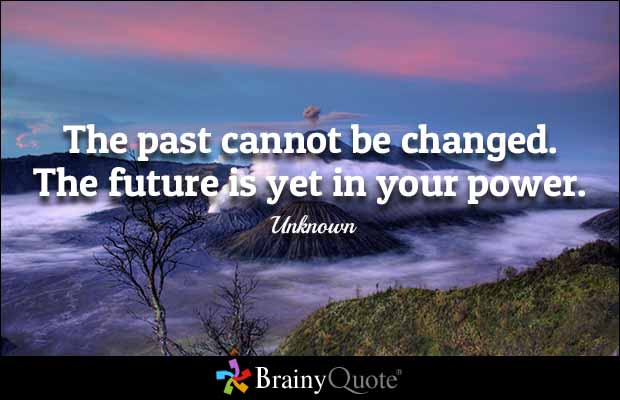 The past cannot be changed.
The future is yet in your power.
Unknown
BrainyQuote®